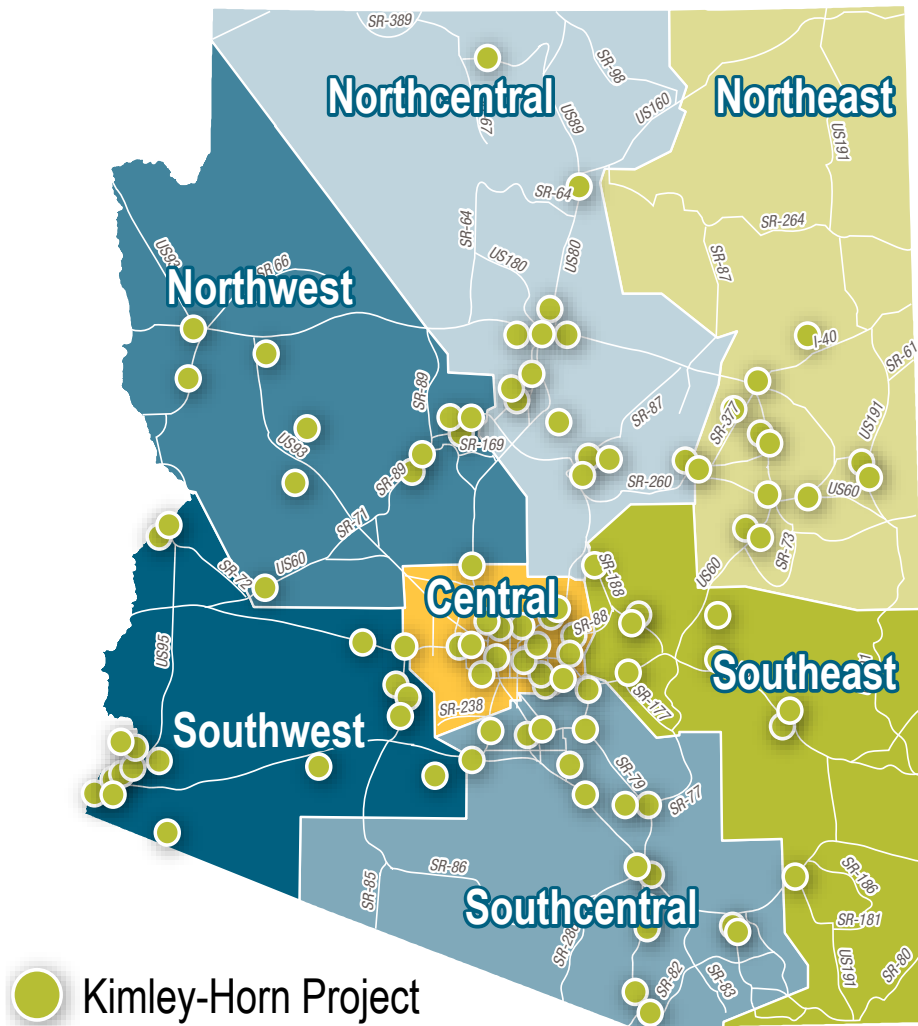 SR-389
SR-98
Northcentral
Northeast
67
US89
US160
US191
SR-64
SR-64
SR-264
US93
SR-66
US180
US80
SR-87
Northwest
I-40
SR-61
SR-89
SR-87
SR-377
US191
SR-169
US93
SR-89
SR-260
US60
SR-71
SR-73
US60
SR-72
US60
SR-188
Central
SR-88
US95
Southeast
SR-177
SR-238
Southwest
SR-79
SR-77
SR-86
SR-85
SR-186
Southcentral
SR-181
SR-82
SR-83
US191
SR-80
Kimley-Horn Project